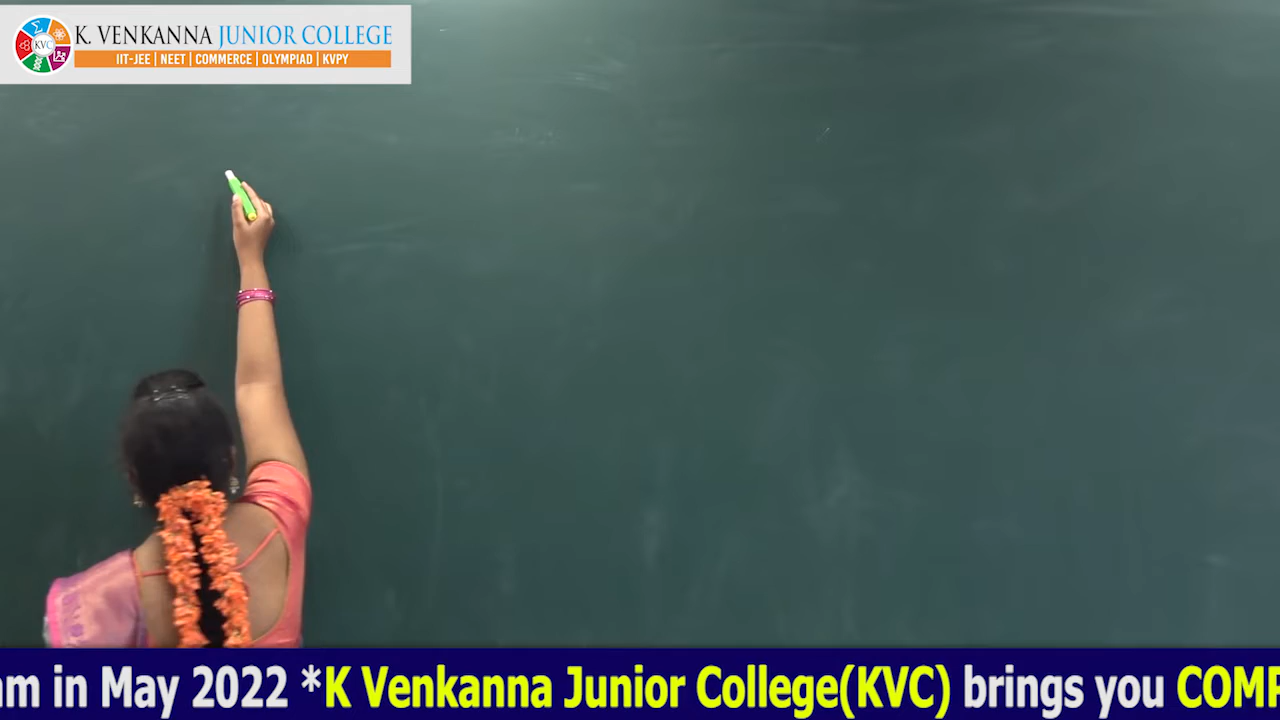 K. VENKANNA JUNIOR COLLEGE
KVC
IIT-JEE | NEET | COMMERCE | OLYMPIAD | KVPY
am in May 2022 *K Venkanna Junior College(KVC) brings you COMP